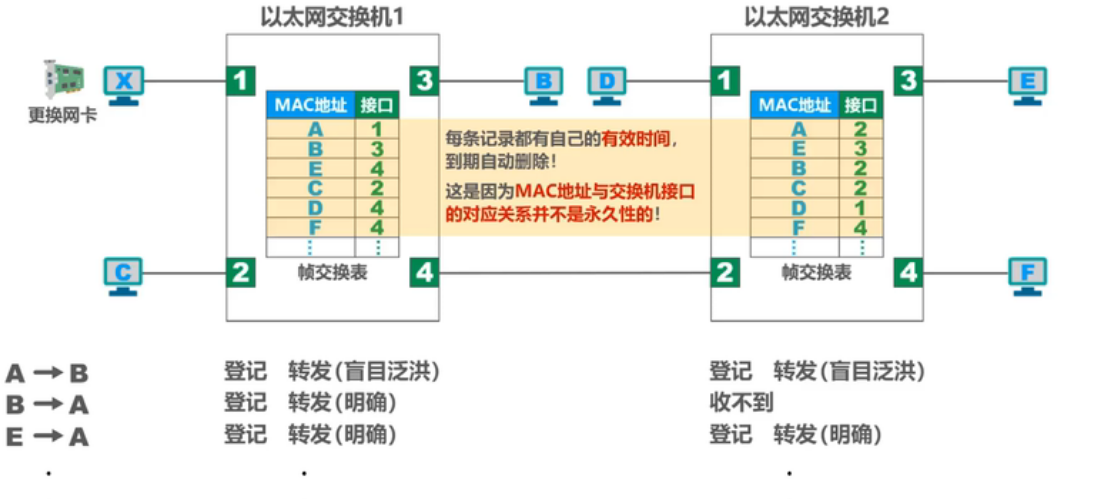 以太网交换机1
以太网交换机2
X
更换网卡
1
3
B
D
1
3
E
MAC地址 接口
A 1
B 3
E 4
C 2
D 4
F 4
⋮ ⋮
帧交换表
每条记录都有自己的有效时间，
到期自动删除！
这是因为MAC地址与交换机接口
的对应关系并不是永久性的！
MAC地址 接口
A 2
E 3
B 2
C 2
D 1
F 4
⋮ ⋮
帧交换表
C
2
4
2
4
F
A → B 登记 转发(盲目泛洪) 登记 转发(盲目泛洪)
B → A 登记 转发(明确) 收不到
E → A 登记 转发(明确) 登记 转发(明确)
. . .